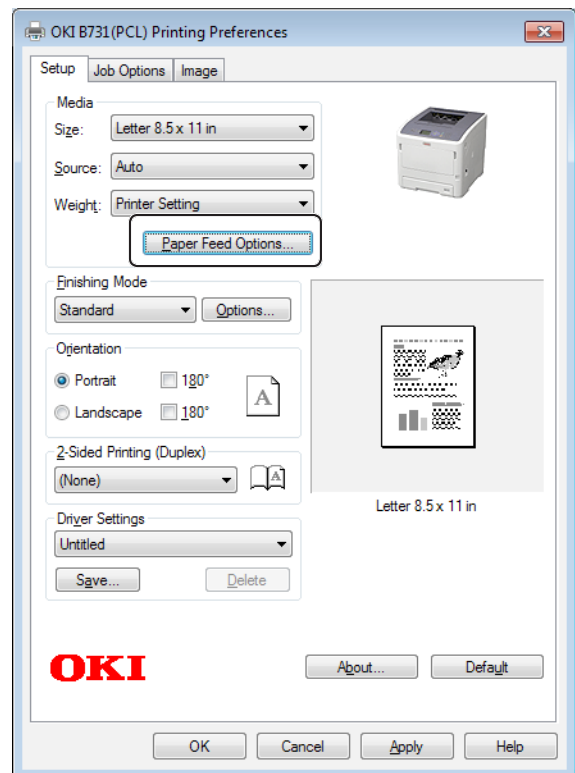 OKI B731(PCL) Printing Preferences
Setup Job Options Image
Media
Size: Letter 8.5 x 11 in
Source: Auto
Weight: Printer Setting
Paper Feed Options...
Finishing Mode
Standard Options...
Orientation
Portrait 180°
Landscape 180°
A
2-Sided Printing (Duplex)
(None) A
Letter 8.5 x 11 in
Driver Settings
Untitled
Save... Delete
OKI About... Default
OK Cancel Apply Help